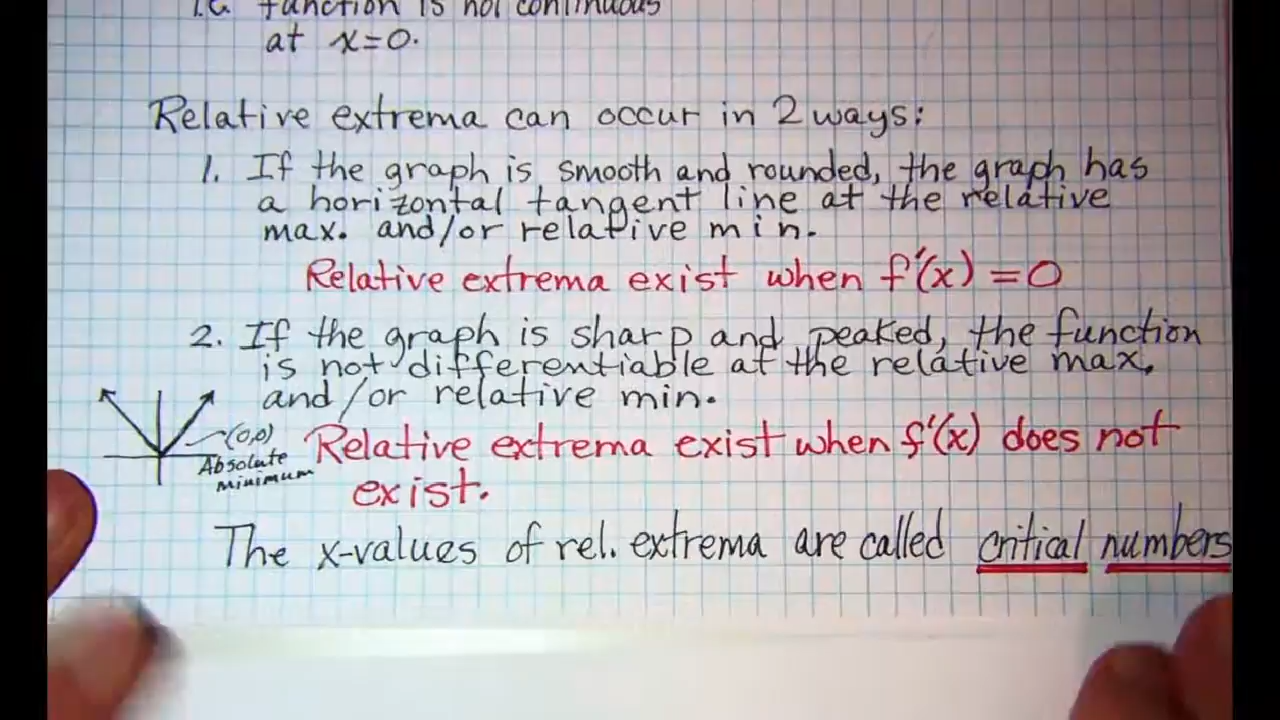 i.e. function is not continuous
at x=0.
Relative extrema can occur in 2 ways:
1. If the graph is smooth and rounded, the graph has
a horizontal tangent line at the relative
max. and/or relative min.
Relative extrema exist when f'(x) = 0
2. If the graph is sharp and peaked, the function
is not differentiable at the relative max.
and/or relative min.
(0,0)
Absolute
minimum
Relative extrema exist when f'(x) does not
exist.
The x-values of rel. extrema are called critical numbers